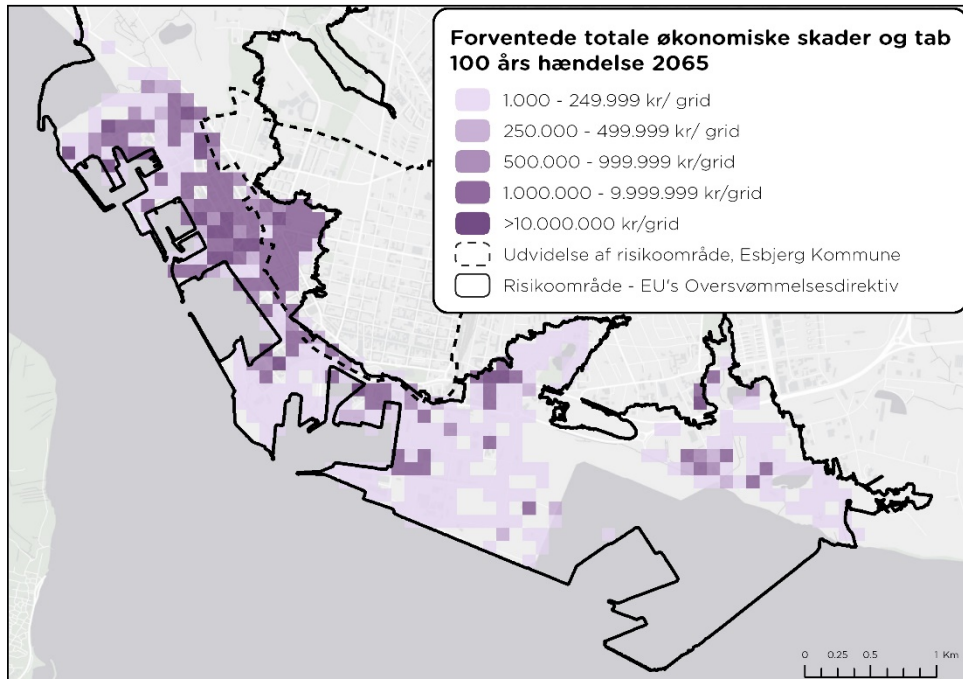 Forventede totale økonomiske skader og tab
100 års hændelse 2065
1.000 - 249.999 kr/ grid
250.000 - 499.999 kr/ grid
500.000 - 999.999 kr/grid
1.000.000 - 9.999.999 kr/grid
>10.000.000 kr/grid
Udvidelse af risikoområde, Esbjerg Kommune
Risikoområde - EU's Oversvømmelsesdirektiv
0 0.25 0.5 1 Km